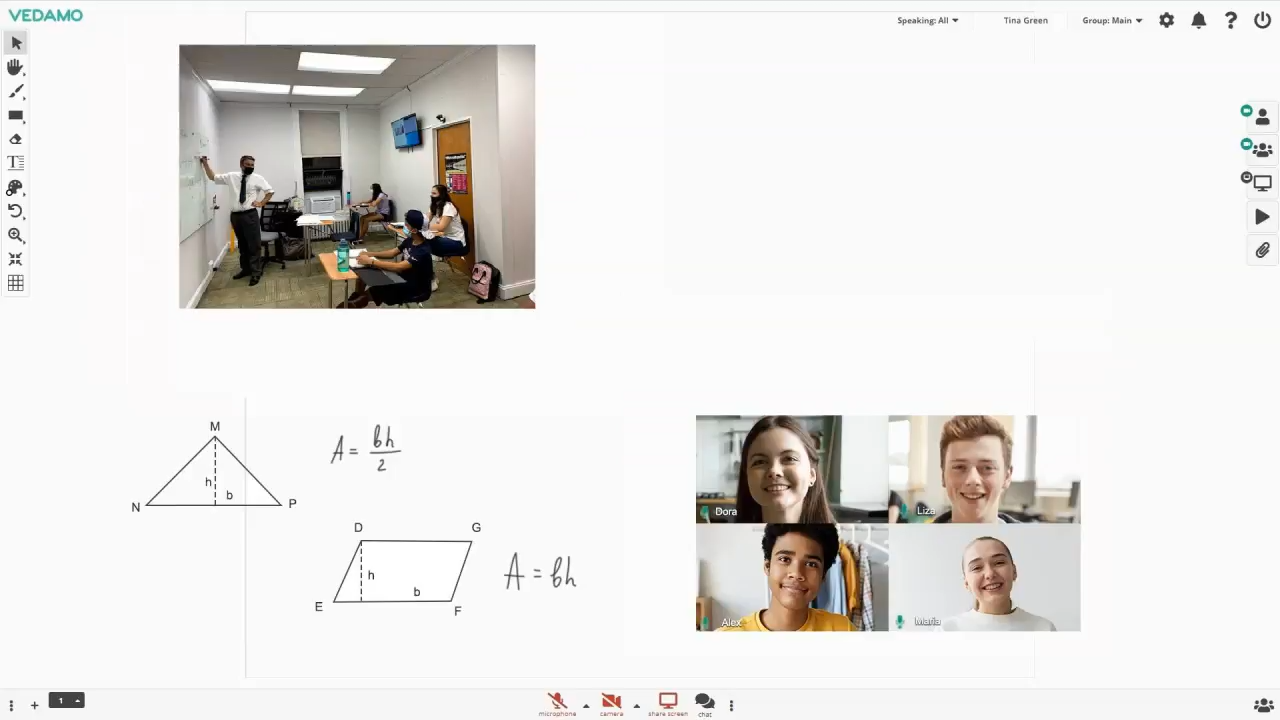 VEDAMO
Speaking: All
Tina Green
Group: Main
M
h
b
N
P
A = bh/2
D
G
h
b
E
F
A = bh
Dora
Liza
Alex
Maria
1
microphone
camera
share screen
chat